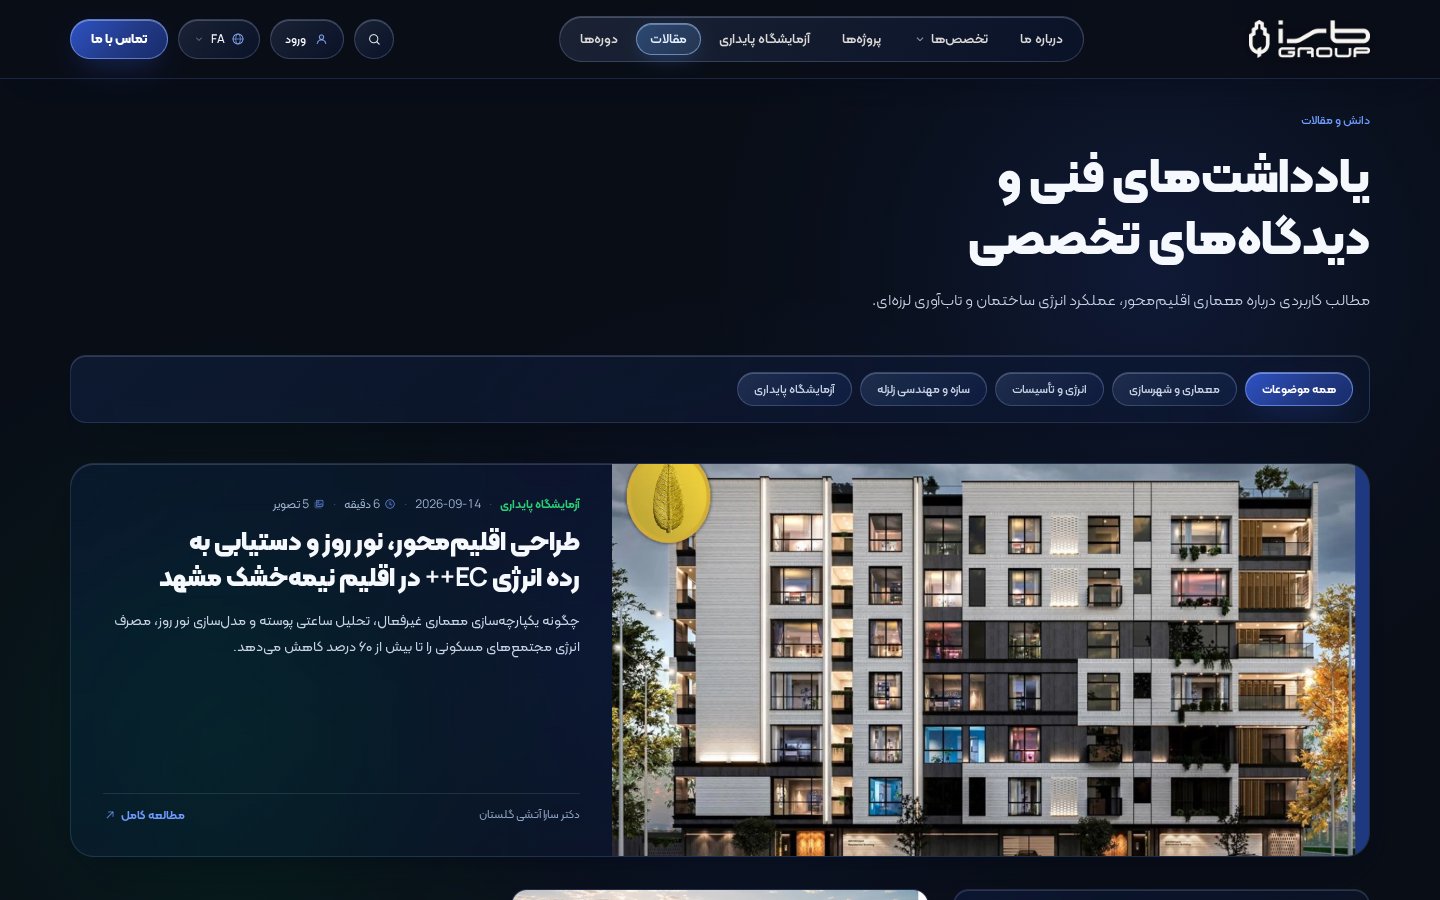 isb
GROUP
درباره ما
تخصص‌ها
پروژه‌ها
آزمایشگاه پایداری
مقالات
دوره‌ها
ورود
FA
تماس با ما
دانش و مقالات
یادداشت‌های فنی و
دیدگاه‌های تخصصی
مطالب کاربردی درباره معماری اقلیم‌محور، عملکرد انرژی ساختمان و تاب‌آوری لرزه‌ای.
همه موضوعات
معماری و شهرسازی
انرژی و تأسیسات
سازه و مهندسی زلزله
آزمایشگاه پایداری
آزمایشگاه پایداری · 2026-09-14 · 6 دقیقه · 5 تصویر
طراحی اقلیم‌محور، نور روز و دستیابی به
رده انرژی EC++ در اقلیم نیمه‌خشک مشهد
چگونه یکپارچه‌سازی معماری غیرفعال، تحلیل ساعتی پوسته و مدل‌سازی نور روز، مصرف
انرژی مجتمع‌های مسکونی را تا بیش از ۶۰ درصد کاهش می‌دهد.
دکتر سارا آتشی گلستان
مطالعه کامل